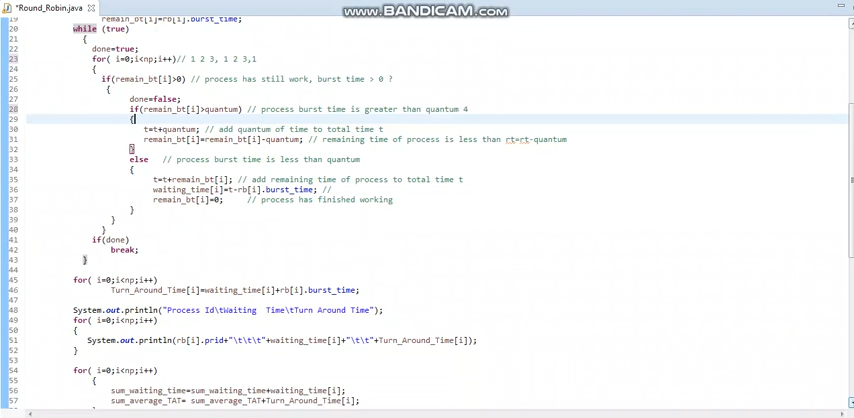 *Round_Robin.java
www.BANDICAM.com
19 remain_bt[i]=rb[i].burst_time;
20 while (true)
21 {
22 done=true;
23 for( i=0;i<np;i++)// 1 2 3, 1 2 3,1
24 {
25 if(remain_bt[i]>0) // process has still work, burst time > 0 ?
26 {
27 done=false;
28 if(remain_bt[i]>quantum) // process burst time is greater than quantum 4
29 {
30 t=t+quantum; // add quantum of time to total time t
31 remain_bt[i]=remain_bt[i]-quantum; // remaining time of process is less than rt=rt-quantum
32 }
33 else // process burst time is less than quantum
34 {
35 t=t+remain_bt[i]; // add remaining time of process to total time t
36 waiting_time[i]=t-rb[i].burst_time; //
37 remain_bt[i]=0; // process has finished working
38 }
39 }
40 }
41 if(done)
42 break;
43 }
44
45 for( i=0;i<np;i++)
46 Turn_Around_Time[i]=waiting_time[i]+rb[i].burst_time;
47
48 System.out.println("Process Id\tWaiting Time\tTurn Around Time");
49 for( i=0;i<np;i++)
50 {
51 System.out.println(rb[i].prid+"\t\t\t"+waiting_time[i]+"\t\t"+Turn_Around_Time[i]);
52 }
53
54 for( i=0;i<np;i++)
55 {
56 sum_waiting_time=sum_waiting_time+waiting_time[i];
57 sum_average_TAT= sum_average_TAT+Turn_Around_Time[i];